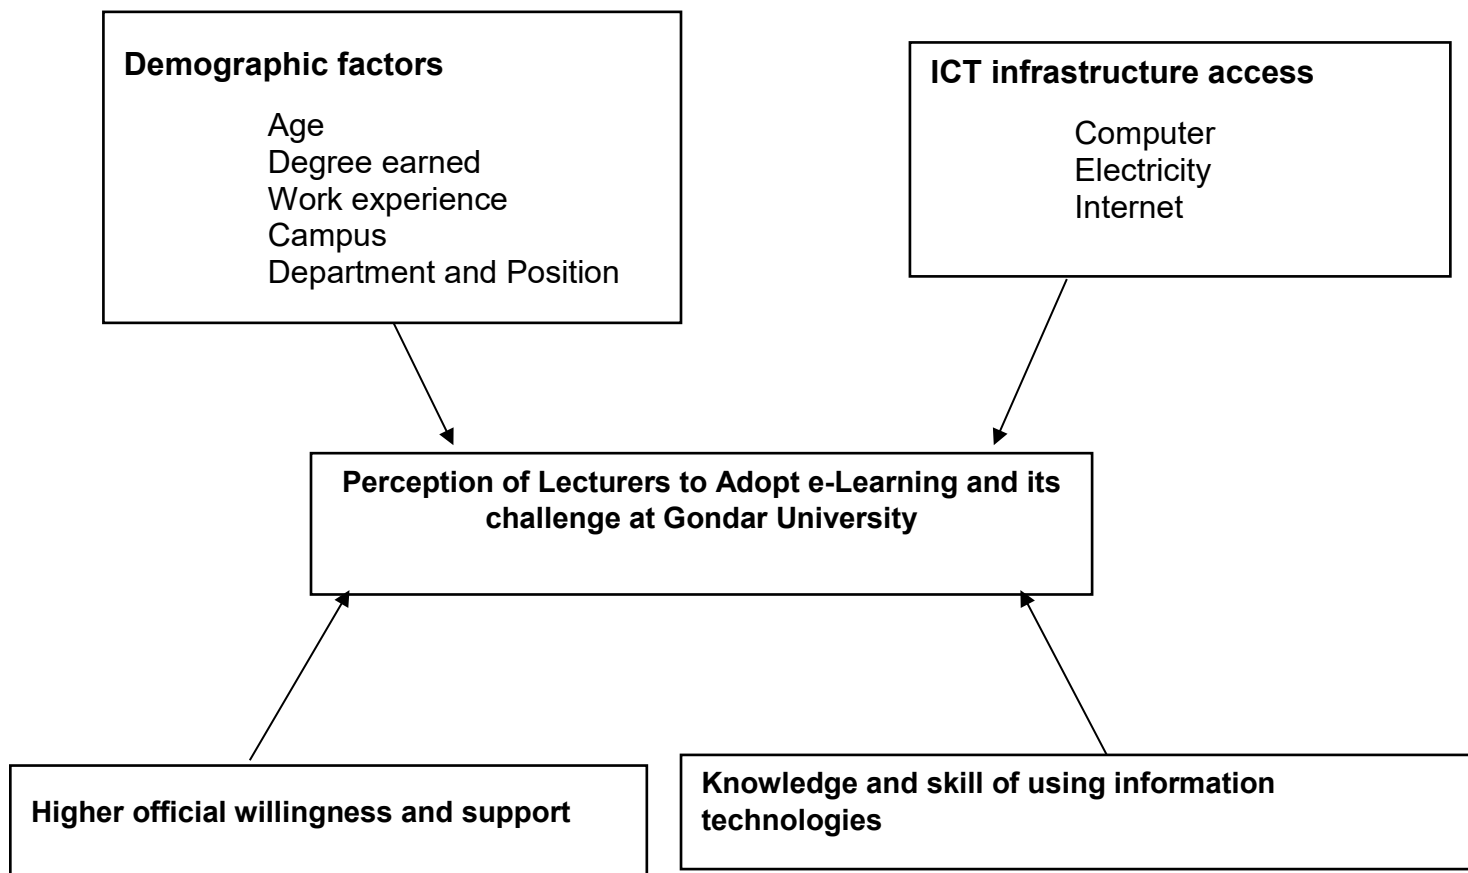 Demographic factors
Age
Degree earned
Work experience
Campus
Department and Position
ICT infrastructure access
Computer
Electricity
Internet
Perception of Lecturers to Adopt e-Learning and its
challenge at Gondar University
Higher official willingness and support
Knowledge and skill of using information
technologies